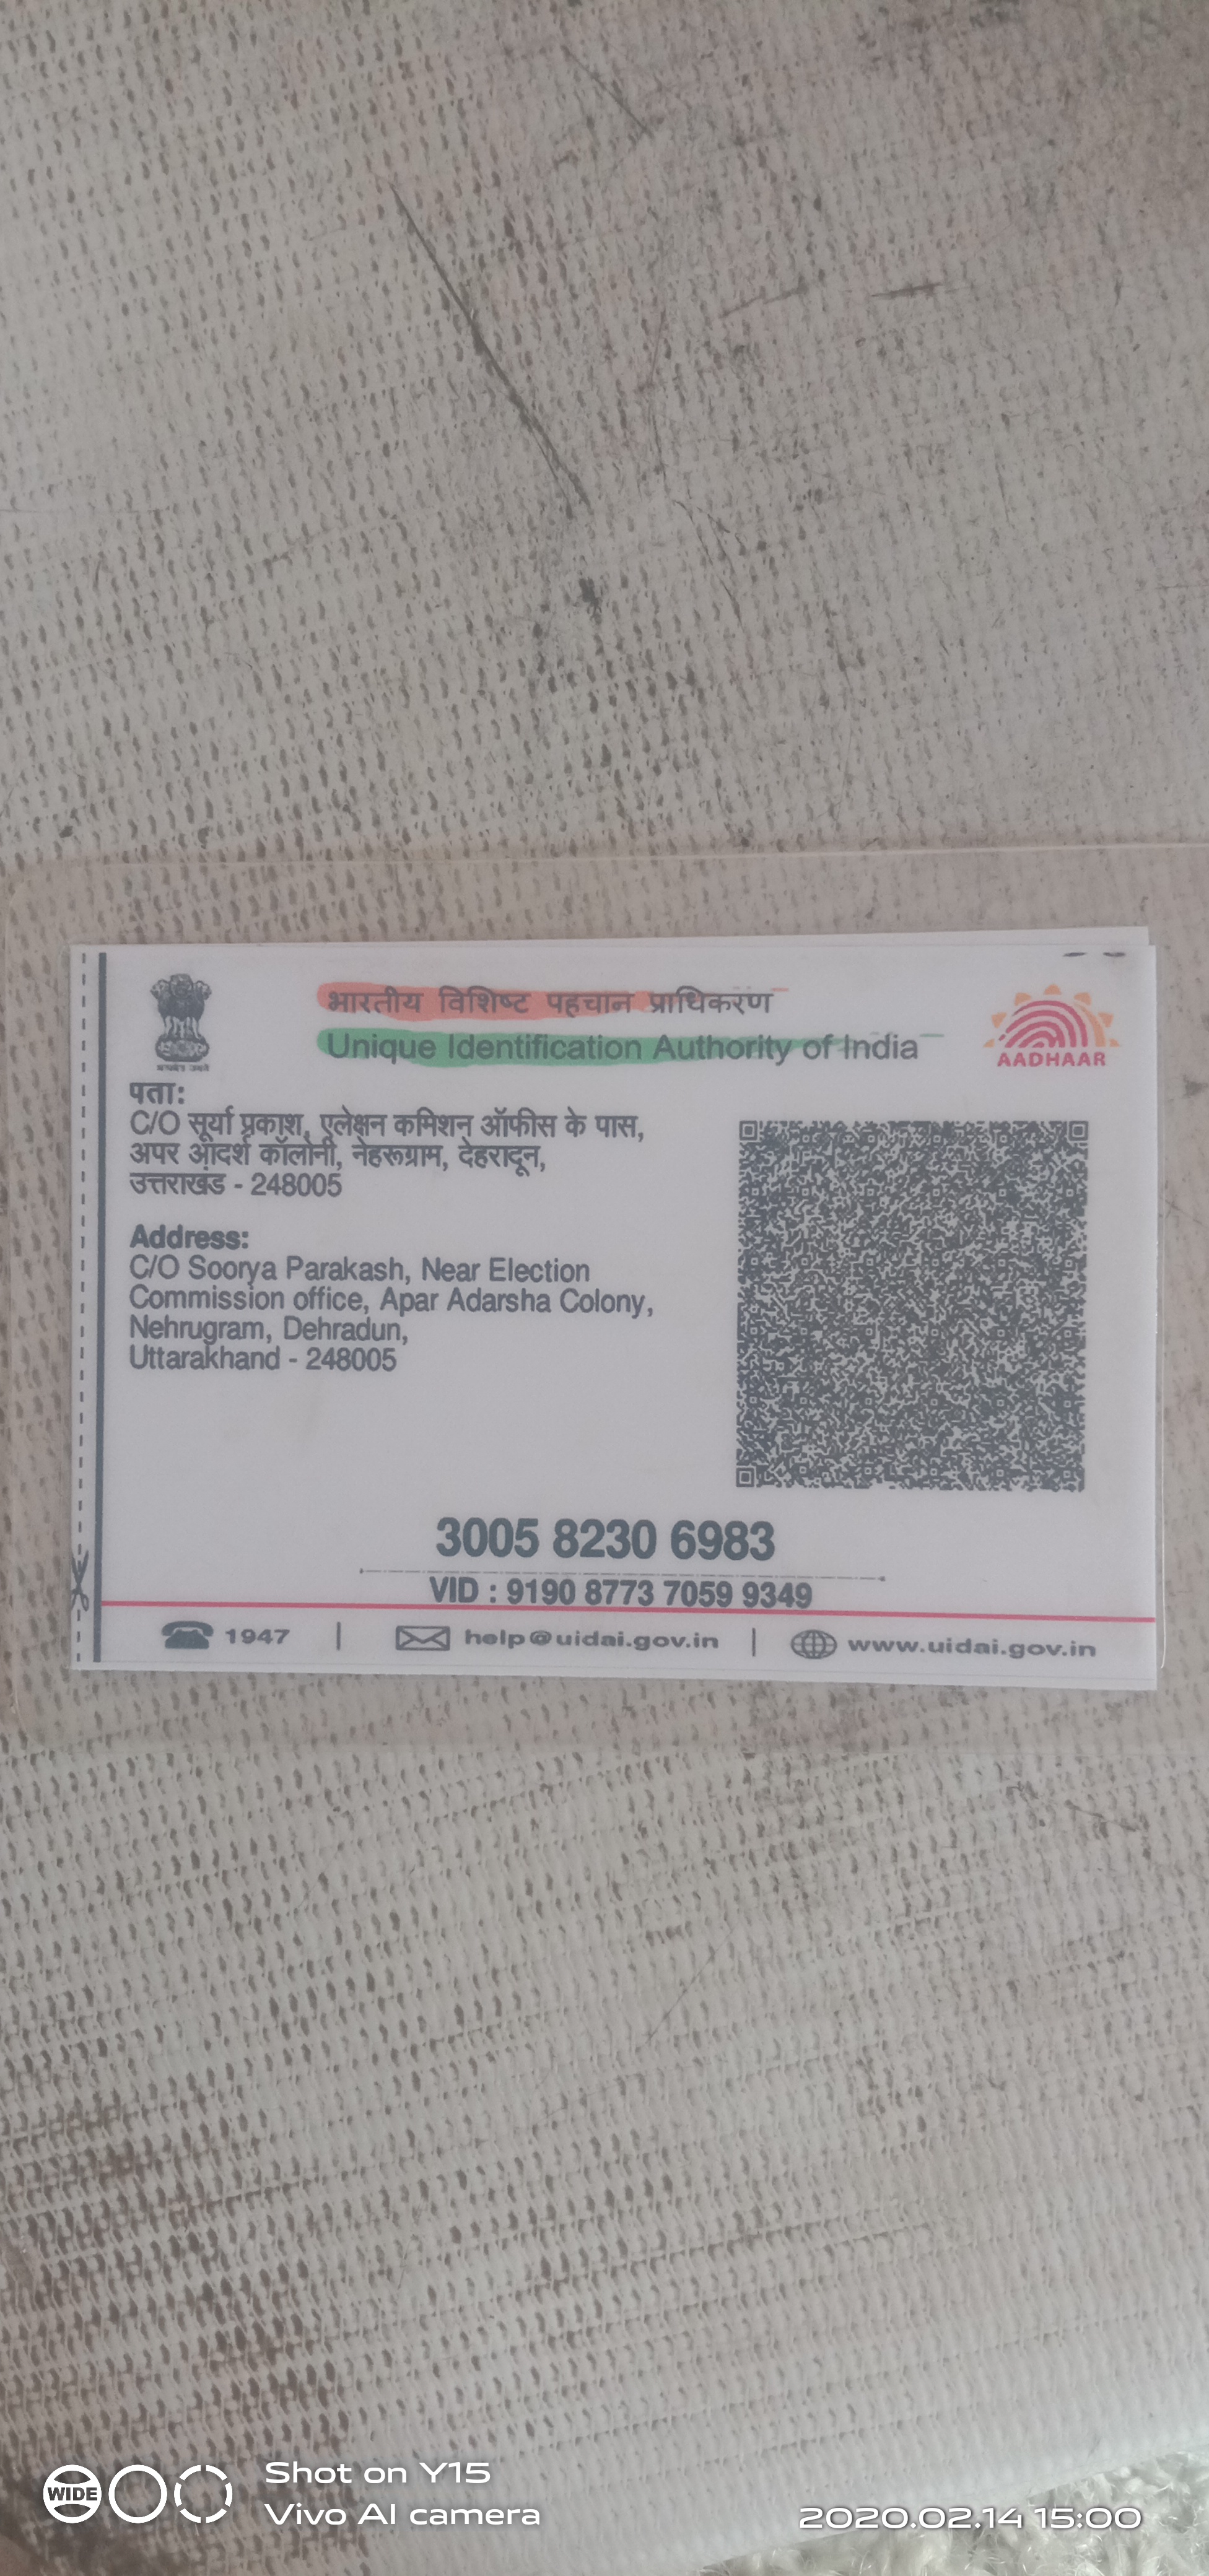 भारतीय विशिष्ट पहचान प्राधिकरण
Unique Identification Authority of India
AADHAAR
पता:
C/O सूर्या प्रकाश, एलेक्षन कमिशन ऑफीस के पास,
अपर आदर्श कॉलोनी, नेहरूग्राम, देहरादून,
उत्तराखंड - 248005
Address:
C/O Soorya Parakash, Near Election
Commission office, Apar Adarsha Colony,
Nehrugram, Dehradun,
Uttarakhand - 248005
3005 8230 6983
VID : 9190 8773 7059 9349
1947 | help@uidai.gov.in | www.uidai.gov.in
WIDE
Shot on Y15
Vivo AI camera
2020.02.14 15:00